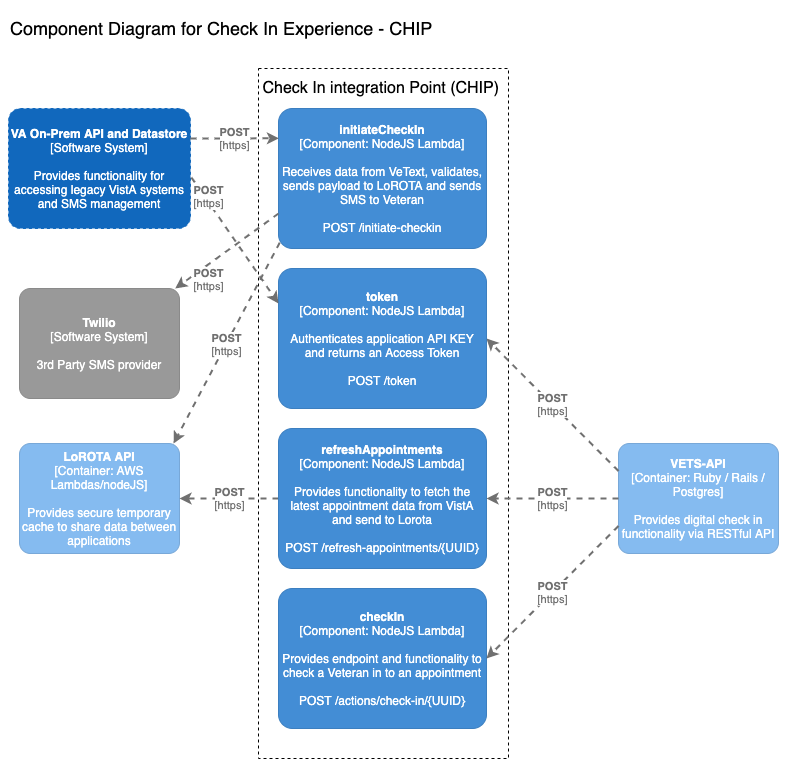 Component Diagram for Check In Experience - CHIP
Check In integration Point (CHIP)
VA On-Prem API and Datastore
[Software System]
Provides functionality for
accessing legacy VistA systems
and SMS management
POST
[https]
POST
[https]
initiateCheckIn
[Component: NodeJS Lambda]
Receives data from VeText, validates,
sends payload to LoROTA and sends
SMS to Veteran
POST /initiate-checkin
POST
[https]
Twilio
[Software System]
3rd Party SMS provider
POST
[https]
token
[Component: NodeJS Lambda]
Authenticates application API KEY
and returns an Access Token
POST /token
POST
[https]
LoROTA API
[Container: AWS
Lambdas/nodeJS]
Provides secure temporary
cache to share data between
applications
POST
[https]
refreshAppointments
[Component: NodeJS Lambda]
Provides functionality to fetch the
latest appointment data from VistA
and send to Lorota
POST /refresh-appointments/{UUID}
POST
[https]
VETS-API
[Container: Ruby / Rails /
Postgres]
Provides digital check in
functionality via RESTful API
POST
[https]
checkIn
[Component: NodeJS Lambda]
Provides endpoint and functionality to
check a Veteran in to an appointment
POST /actions/check-in/{UUID}